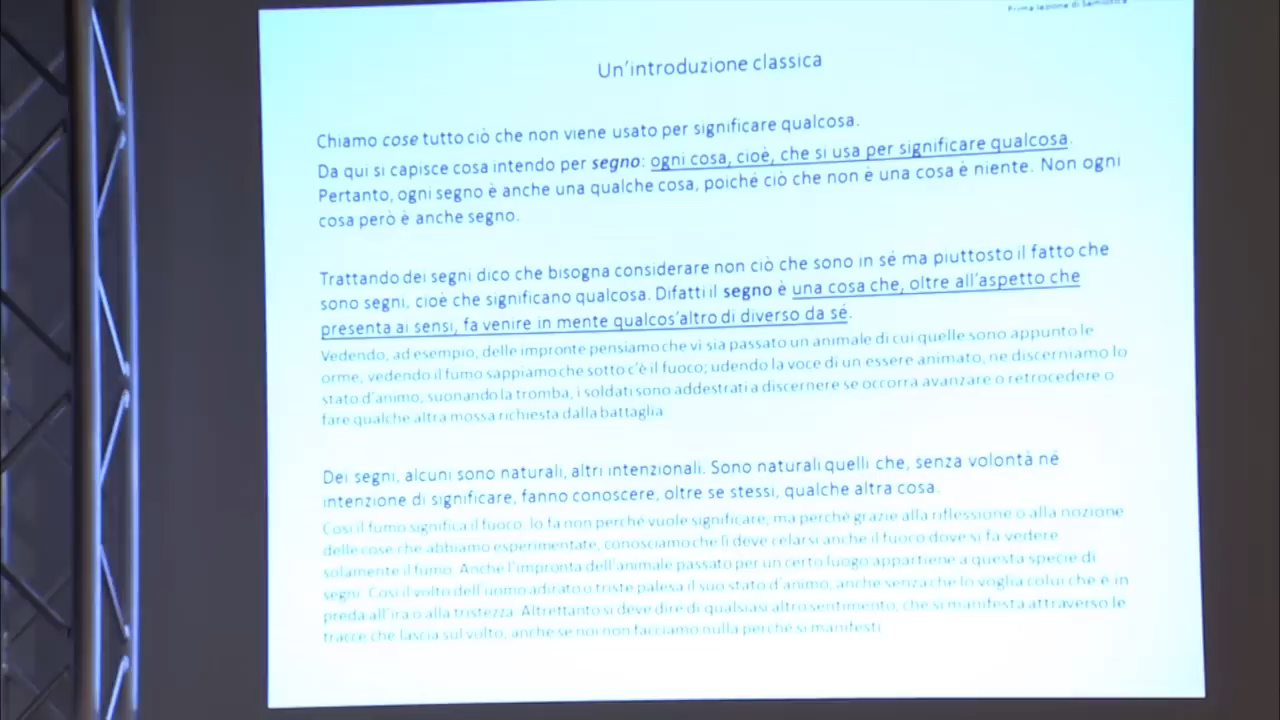 Prima lezione di Semiotica
Un'introduzione classica
Chiamo cose tutto ciò che non viene usato per significare qualcosa.
Da qui si capisce cosa intendo per segno: ogni cosa, cioè, che si usa per significare qualcosa.
Pertanto, ogni segno è anche una qualche cosa, poiché ciò che non è una cosa è niente. Non ogni
cosa però è anche segno.
Trattando dei segni dico che bisogna considerare non ciò che sono in sé ma piuttosto il fatto che
sono segni, cioè che significano qualcosa. Difatti il segno è una cosa che, oltre all'aspetto che
presenta ai sensi, fa venire in mente qualcos'altro di diverso da sé.
Vedendo, ad esempio, delle impronte pensiamo che vi sia passato un animale di cui quelle sono appunto le
orme, vedendo il fumo sappiamo che sotto c'è il fuoco; udendo la voce di un essere animato, ne discerniamo lo
stato d'animo, suonando la tromba, i soldati sono addestrati a discernere se occorra avanzare o retrocedere o
fare qualche altra mossa richiesta dalla battaglia
Dei segni, alcuni sono naturali, altri intenzionali. Sono naturali quelli che, senza volontà né
intenzione di significare, fanno conoscere, oltre se stessi, qualche altra cosa.
Così il fumo significa il fuoco. lo fa non perché vuole significare, ma perché grazie alla riflessione o alla nozione
delle cose che abbiamo esperimentate, conosciamo che lì deve celarsi anche il fuoco dove si fa vedere
solamente il fumo. Anche l'impronta dell'animale passato per un certo luogo appartiene a questa specie di
segni. Così il volto dell'uomo adirato o triste palesa il suo stato d'animo, anche senza che lo voglia colui che è in
preda all'ira o alla tristezza. Altrettanto si deve dire di qualsiasi altro sentimento, che si manifesta attraverso le
tracce che lascia sul volto, anche se noi non facciamo nulla perché si manifesti